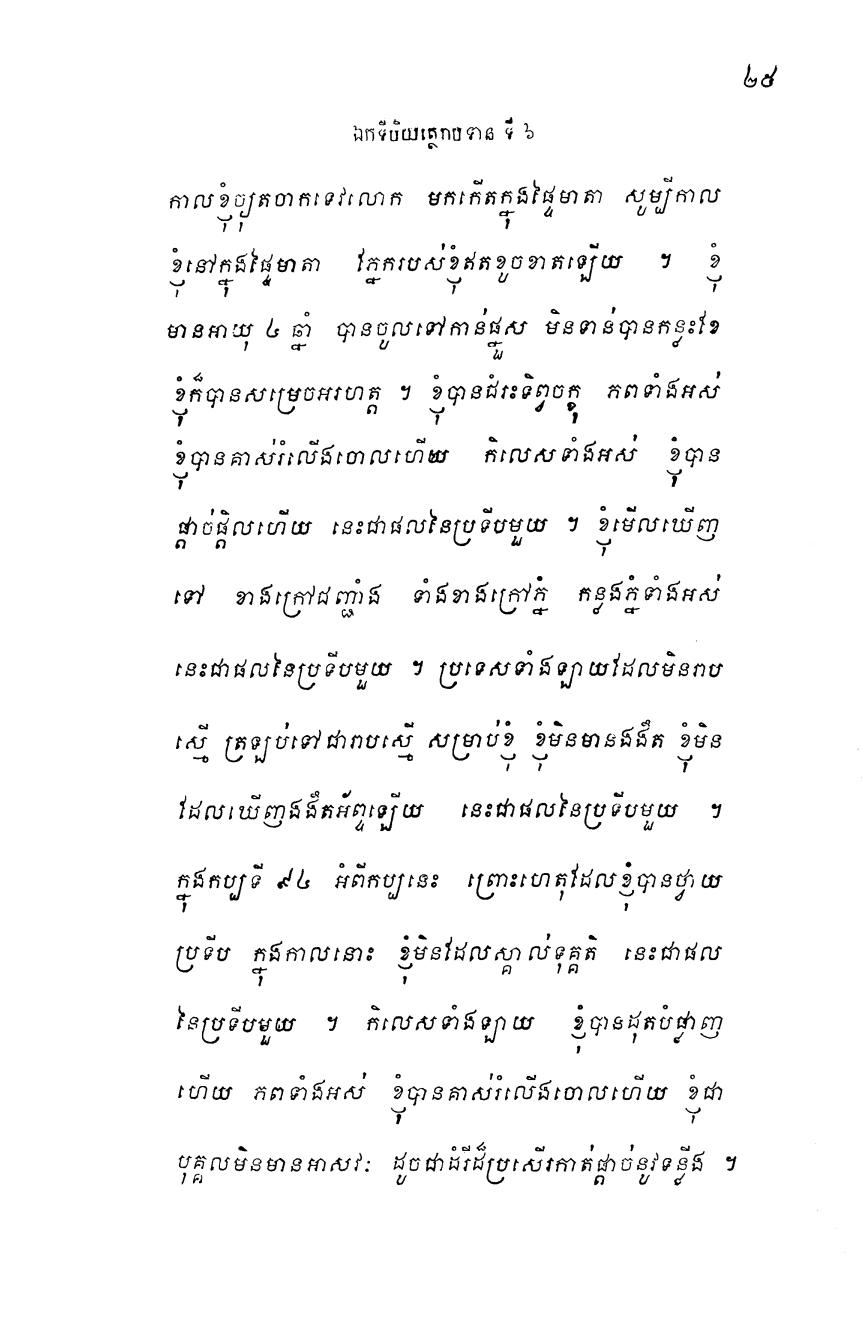 ២៥
ឯកទីបិយត្ថេរាបទាន ទី ៦
កាលខ្ញុំច្យុតចាកទេវលោក មកកើតក្នុងផ្ទៃមាតា សូម្បីកាល
ខ្ញុំនៅក្នុងផ្ទៃមាតា ភ្នែករបស់ខ្ញុំឥតខូចខាតឡើយ ។ ខ្ញុំ
មានអាយុ ៤ ឆ្នាំ បានចូលទៅកាន់ផ្នួស មិនទាន់បានកន្លះខែ
ខ្ញុំក៏បានសម្រេចអរហត្ត ។ ខ្ញុំបានជំរះទិព្វចក្ខុ ភពទាំងអស់
ខ្ញុំបានគាស់រំលើងចោលហើយ កិលេសទាំងអស់ ខ្ញុំបាន
ផ្តាច់ផ្តិលហើយ នេះជាផលនៃប្រទីបមួយ ។ ខ្ញុំមើលឃើញ
ទៅ ខាងក្រៅជញ្ជាំង ទាំងខាងក្រៅភ្នំ កន្លងភ្នំទាំងអស់
នេះជាផលនៃប្រទីបមួយ ។ ប្រទេសទាំងឡាយដែលមិនរាប
ស្មើ ត្រឡប់ទៅជារាបស្មើ សម្រាប់ខ្ញុំ ខ្ញុំមិនមានងងឹត ខ្ញុំមិន
ដែលឃើញងងឹតអ័ព្ទឡើយ នេះជាផលនៃប្រទីបមួយ ។
ក្នុងកប្បទី ៩៤ អំពីកប្បនេះ ព្រោះហេតុដែលខ្ញុំបានថ្វាយ
ប្រទីប ក្នុងកាលនោះ ខ្ញុំមិនដែលស្គាល់ទុគ្គតិ នេះជាផល
នៃប្រទីបមួយ ។ កិលេសទាំងឡាយ ខ្ញុំបានដុតបំផ្លាញ
ហើយ ភពទាំងអស់ ខ្ញុំបានគាស់រំលើងចោលហើយ ខ្ញុំជា
បុគ្គលមិនមានអាសវៈ ដូចជាដំរីដ៏ប្រសើរកាត់ផ្តាច់នូវទន្លីង ។